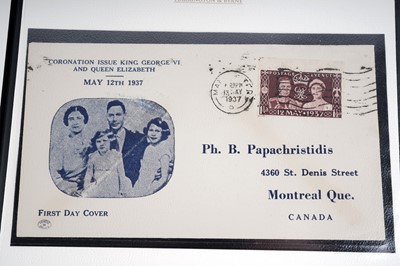 CORONATION ISSUE KING GEORGE VI.
AND QUEEN ELIZABETH
MAY 12TH 1937
FIRST DAY COVER
MAY
1937
POSTAGE REVENUE
12 MAY 1937
Ph. B. Papachristidis
4360 St. Denis Street
Montreal Que.
CANADA